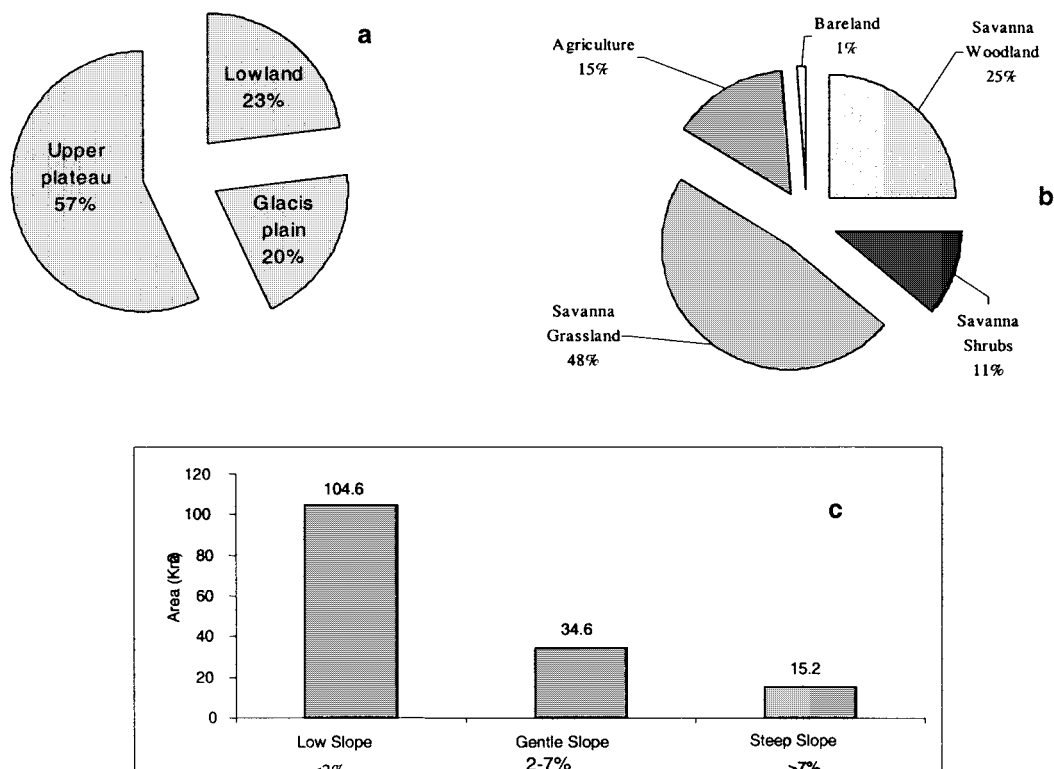 a
Lowland
23%
Upper
plateau
57%
Glacis
plain
20%
Bareland
1%
Agriculture
15%
Savanna
Woodland
25%
b
Savanna
Grassland
48%
Savanna
Shrubs
11%
c
120
100
80
60
40
20
0
Area
104.6
34.6
15.2
Low Slope
Gentle Slope
Steep Slope
2-7%
>7%